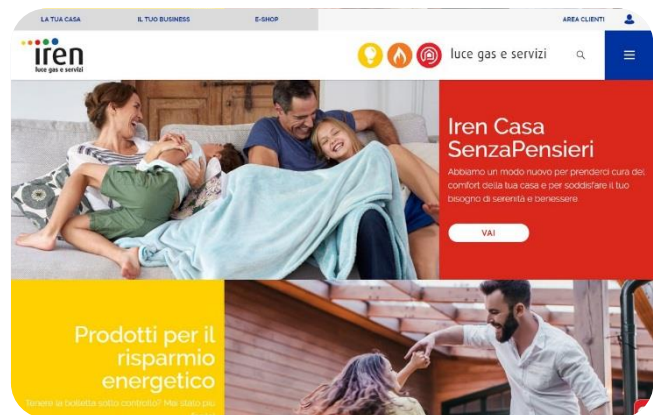 LA TUA CASA IL TUO BUSINESS E-SHOP AREA CLIENTI
iren
luce gas e servizi
luce gas e servizi
Iren Casa
SenzaPensieri
Abbiamo un modo nuovo per prenderci cura del
comfort della tua casa e per soddisfare il tuo
bisogno di serenità e benessere
VAI
Prodotti per il
risparmio
energetico
Tenere la bolletta sotto controllo? Mai stato più